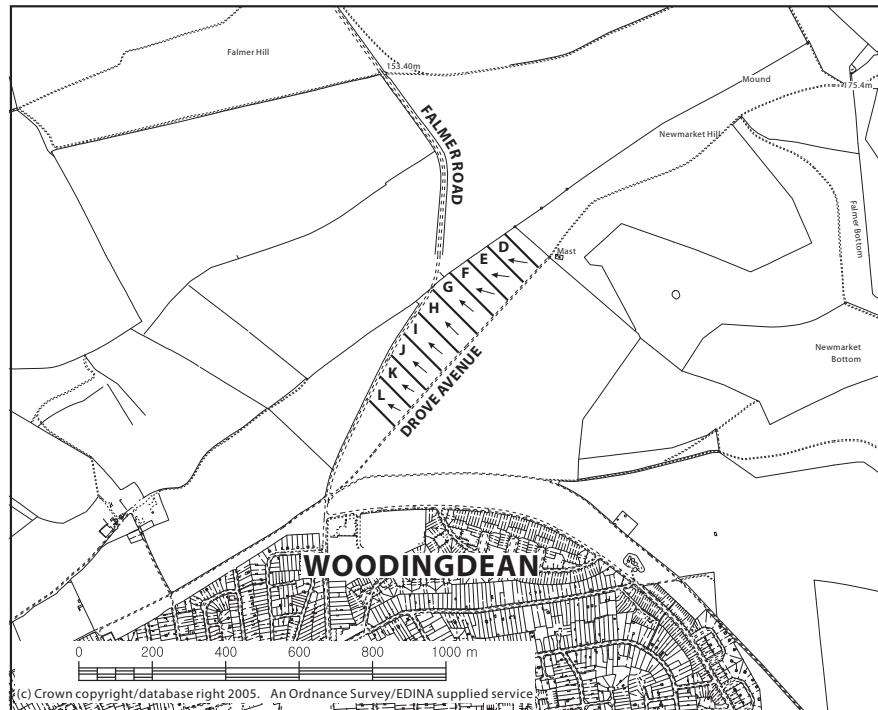 Falmer Hill
153.40m
Mound
175.4m
FALMER ROAD
Newmarket Hill
Falmer
Bottom
D
Mast
E
F
G
H
I
J
K
L
DROVE AVENUE
Newmarket
Bottom
WOODINGDEAN
0 200 400 600 800 1000 m
(c) Crown copyright/database right 2005. An Ordnance Survey/EDINA supplied service